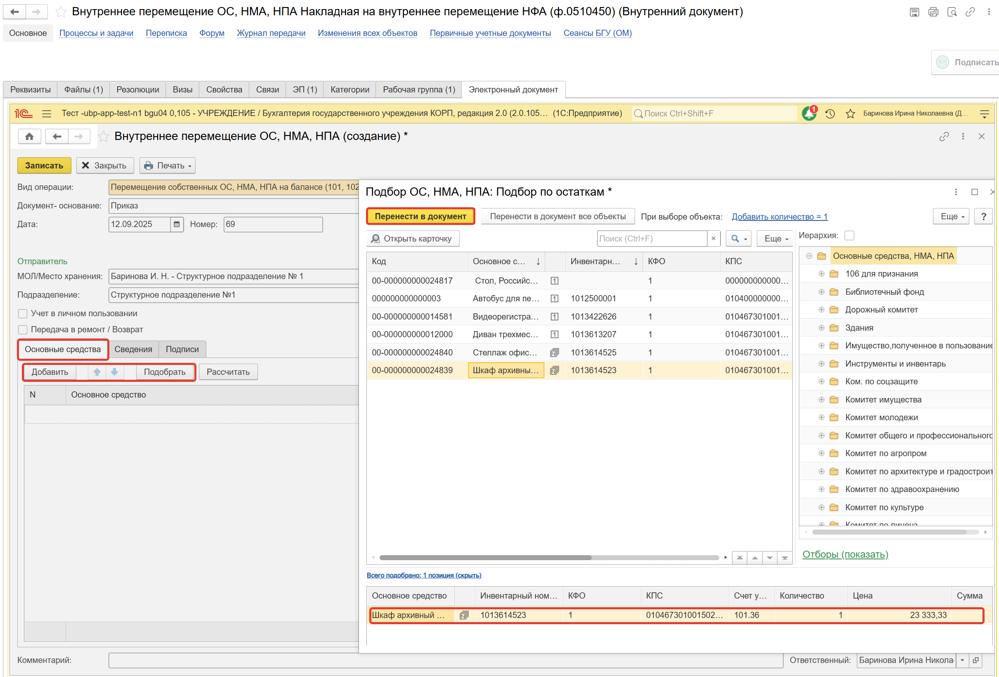 Внутреннее перемещение ОС, НМА, НПА Накладная на внутреннее перемещение НФА (ф.0510450) (Внутренний документ)
Основное Процессы и задачи Переписка Форум Журнал передачи Изменения всех объектов Первичные учетные документы Сеансы БГУ (ОМ)
Подписать
Реквизиты Файлы (1) Резолюции Визы Свойства Связи ЭП (1) Категории Рабочая группа (1) Электронный документ
1С Тест -ubp-app-test-n1 bgu04 0,105 - УЧРЕЖДЕНИЕ / Бухгалтерия государственного учреждения КОРП, редакция 2.0 (2.0.105... (1С:Предприятие) Поиск Ctrl+Shift+F 1 Баринова Ирина Николаевна (Д...
Внутреннее перемещение ОС, НМА, НПА (создание) *
Записать Закрыть Печать
Вид операции: Перемещение собственных ОС, НМА, НПА на балансе (101, 102
Документ- основание: Приказ
Дата: 12.09.2025 Номер: 69
Отправитель
МОЛ/Место хранения: Баринова И. Н. - Структурное подразделение № 1
Подразделение: Структурное подразделение №1
Учет в личном пользовании
Передача в ремонт / Возврат
Основные средства Сведения Подписи
Добавить Подобрать Рассчитать
N Основное средство
Подбор ОС, НМА, НПА: Подбор по остаткам *
Перенести в документ Перенести в документ все объекты При выборе объекта: Добавить количество = 1 Еще ?
Открыть карточку Поиск (Ctrl+F) × Еще
Код Основное с... ↓ Инвентарн... ↓ КФО КПС
00-000000000024817 Стол, Российс... 1 1 000000000000...
000000000000003 Автобус для пе... 1 1012500001 1 010400000000...
00-000000000014581 Видеорегистра... 1 1013422626 1 010467301001...
00-000000000012000 Диван трехмес... 1 1013613207 1 010467301001...
00-000000000024840 Стеллаж офис... N 1013614525 1 010467301001...
00-000000000024839 Шкаф архивны... N 1013614523 1 010467301001...
Иерархия:
Основные средства, НМА, НПА
106 для признания
Библиотечный фонд
Дорожный комитет
Здания
Имущество,полученное в пользование
Инструменты и инвентарь
Ком. по соцзащите
Комитет имущества
Комитет молодежи
Комитет общего и профессионального
Комитет по агропром
Комитет по архитектуре и градостроит
Комитет по здравоохранению
Комитет по культуре
Комитет по лиценз
Отборы (показать)
Всего подобрано: 1 позиция (скрыть)
Основное средство Инвентарный ном... КФО КПС Счет у... Количество Цена Сумма
Шкаф архивный ... N 1013614523 1 010467301001502... 101.36 1 23 333,33
Комментарий: Ответственный: Баринова Ирина Никола